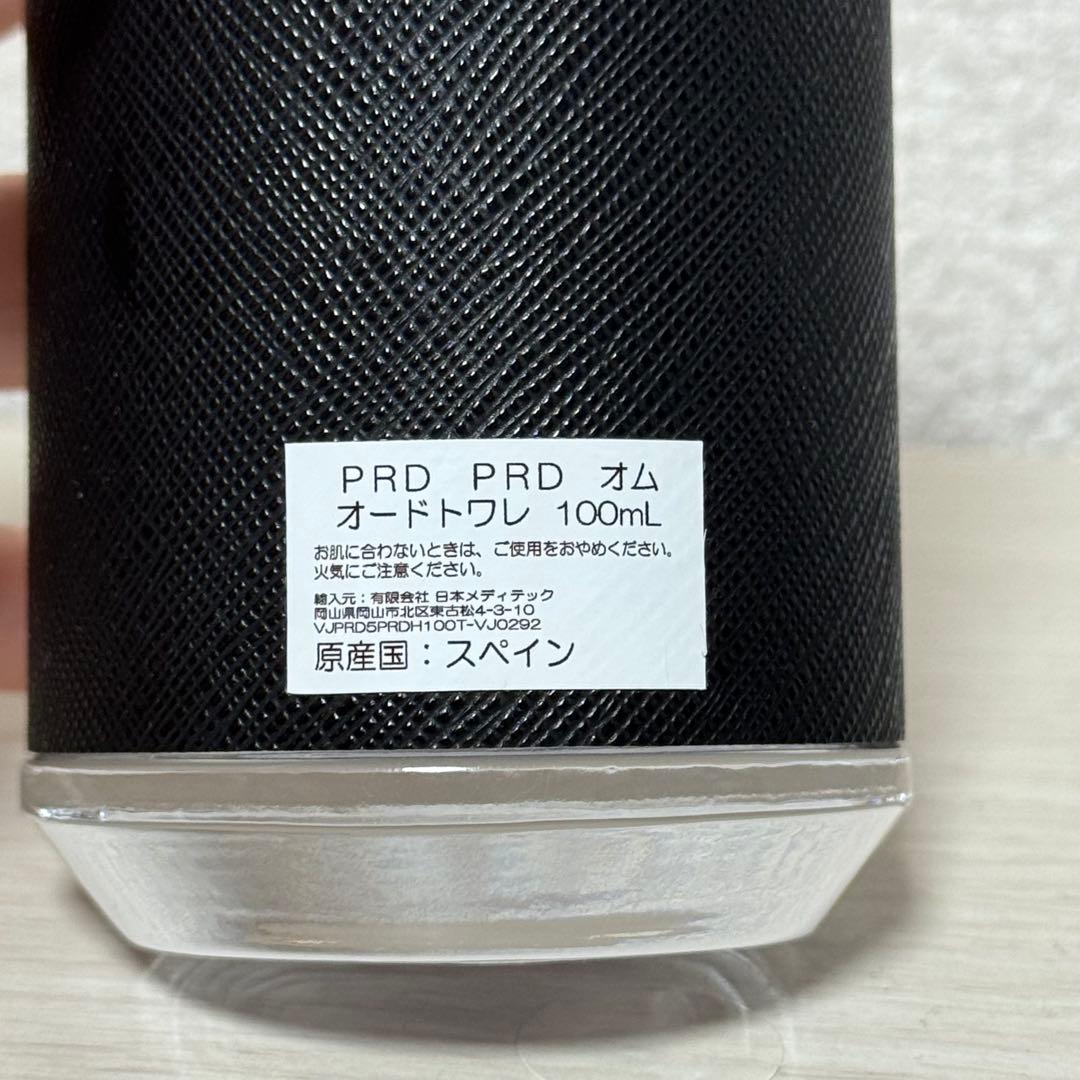 PRD PRD オム
オードトワレ 100mL
お肌に合わないときは、ご使用をおやめください。
火気にご注意ください。
輸入元：有限会社 日本メディテック
岡山県岡山市北区東古松4-3-10
VJPRD5PRDH100T-VJ0292
原産国：スペイン